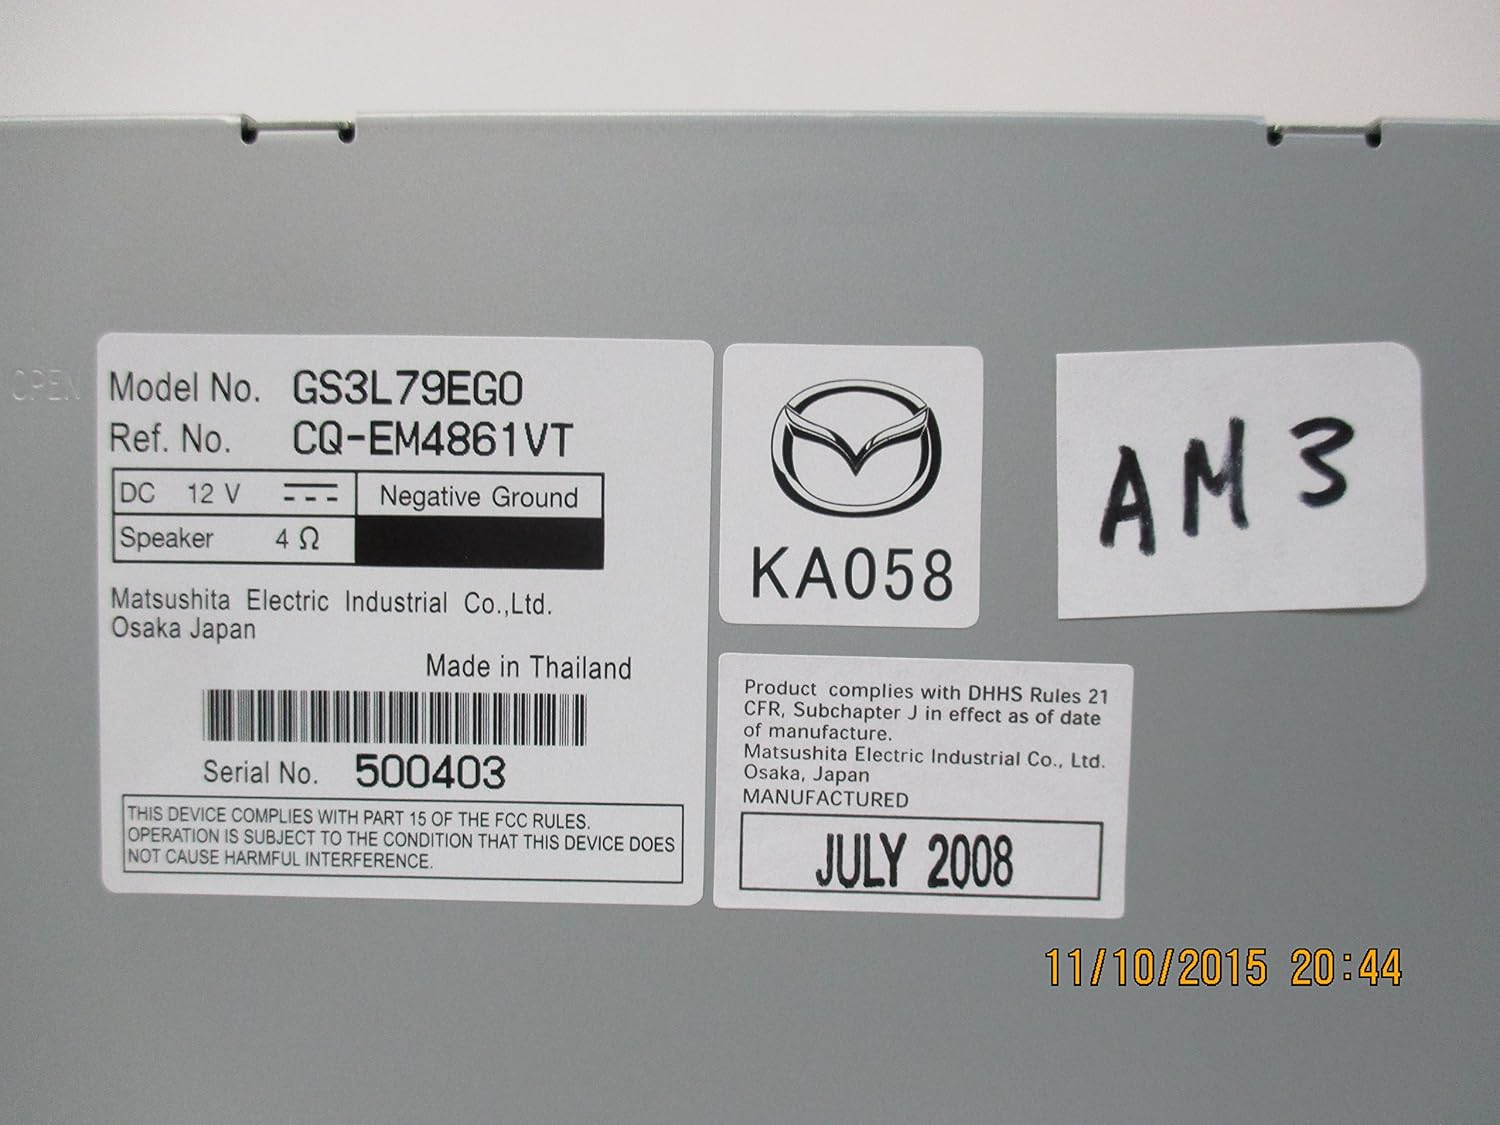 OPEN
Model No. GS3L79EG0
Ref. No. CQ-EM4861VT
DC 12 V Negative Ground
Speaker 4 Ω
Matsushita Electric Industrial Co.,Ltd.
Osaka Japan
Made in Thailand
Serial No. 500403
THIS DEVICE COMPLIES WITH PART 15 OF THE FCC RULES.
OPERATION IS SUBJECT TO THE CONDITION THAT THIS DEVICE DOES
NOT CAUSE HARMFUL INTERFERENCE.
KA058
AM 3
Product complies with DHHS Rules 21
CFR, Subchapter J in effect as of date
of manufacture.
Matsushita Electric Industrial Co., Ltd.
Osaka, Japan
MANUFACTURED
JULY 2008
11/10/2015 20:44